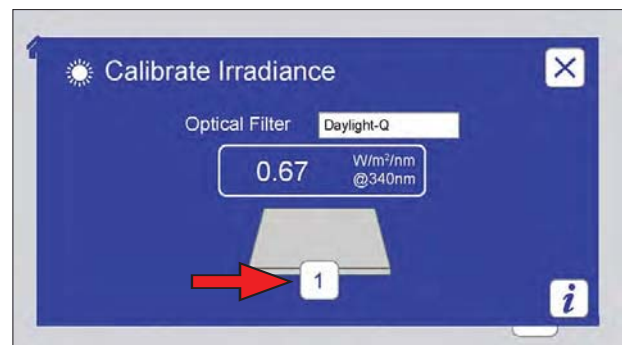 Calibrate Irradiance
Optical Filter Daylight-Q
0.67 W/m²/nm
@340nm
1
i